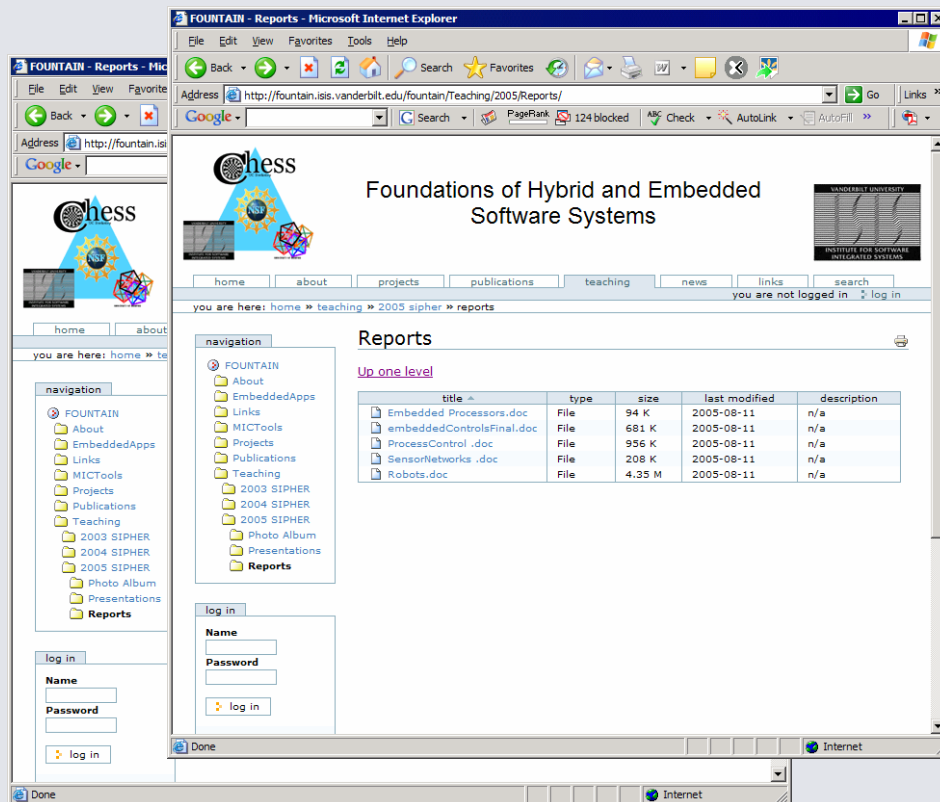 FOUNTAIN - Reports - Microsoft Internet Explorer
File Edit View Favorites Tools Help
Back Search Favorites
Address http://fountain.isis.vanderbilt.edu/fountain/Teaching/2005/Reports/ Go Links »
Google Search PageRank 124 blocked ABC Check AutoLink AutoFill »
Chess
NSF
Foundations of Hybrid and Embedded
Software Systems
VANDERBILT UNIVERSITY
ISIS
INSTITUTE FOR SOFTWARE
INTEGRATED SYSTEMS
home about projects publications teaching news links search
you are not logged in log in
you are here: home » teaching » 2005 sipher » reports
navigation
FOUNTAIN
About
EmbeddedApps
Links
MICTools
Projects
Publications
Teaching
2003 SIPHER
2004 SIPHER
2005 SIPHER
Photo Album
Presentations
Reports
log in
Name
Password
log in
Reports
Up one level
title type size last modified description
Embedded Processors.doc File 94 K 2005-08-11 n/a
embeddedControlsFinal.doc File 681 K 2005-08-11 n/a
ProcessControl .doc File 956 K 2005-08-11 n/a
SensorNetworks .doc File 208 K 2005-08-11 n/a
Robots.doc File 4.35 M 2005-08-11 n/a
Done Internet
FOUNTAIN - Reports - Mic
File Edit View Favorite
Back
Address http://fountain.isi
Google
Chess
NSF
home about
you are here: home » te
navigation
FOUNTAIN
About
EmbeddedApps
Links
MICTools
Projects
Publications
Teaching
2003 SIPHER
2004 SIPHER
2005 SIPHER
Photo Album
Presentations
Reports
log in
Name
Password
log in
Done Internet